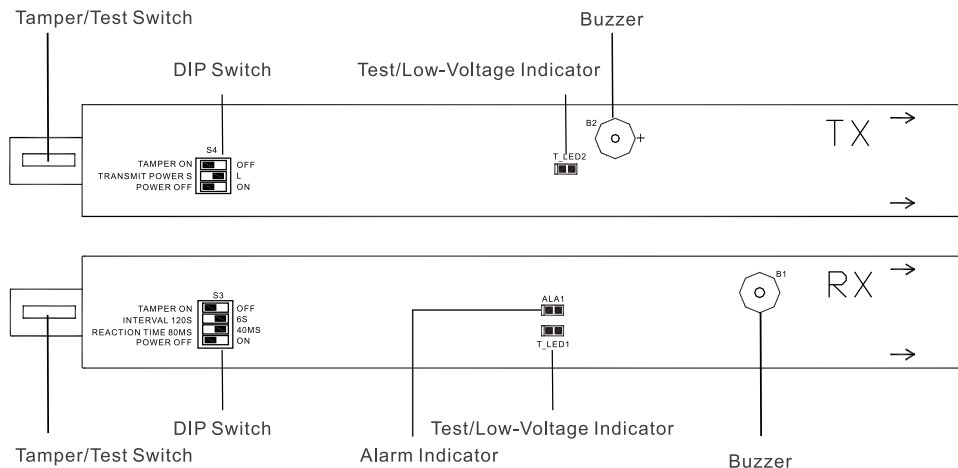 Tamper/Test Switch
Buzzer
DIP Switch
Test/Low-Voltage Indicator
B2
TX
S4
TAMPER ON OFF
T_LED2
TRANSMIT POWER S L
POWER OFF ON
B1
RX
S3
ALA1
TAMPER ON OFF
INTERVAL 120S 6S
REACTION TIME 80MS 40MS
POWER OFF ON
T_LED1
DIP Switch
Test/Low-Voltage Indicator
Tamper/Test Switch
Alarm Indicator
Buzzer